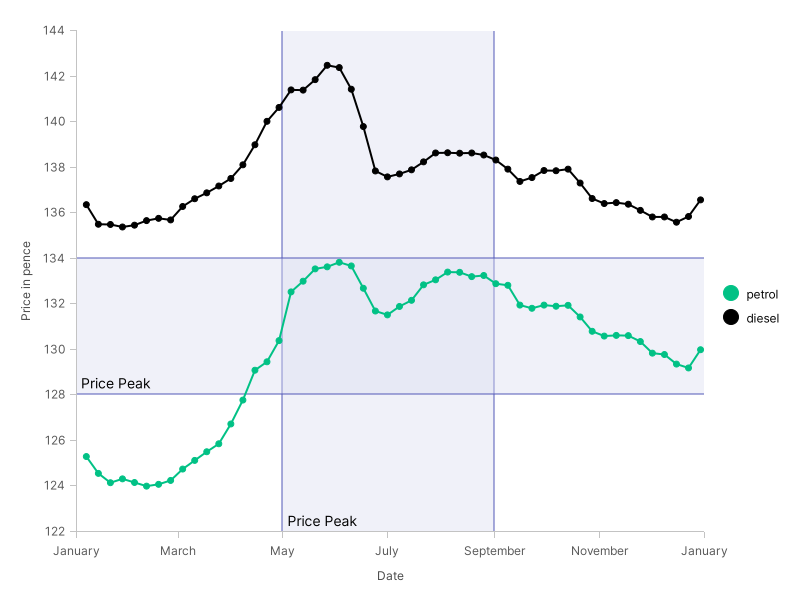 144
142
140
138
136
134
132
130
128
126
124
122
Price in pence
Price Peak
Price Peak
January
March
May
July
September
November
January
Date
petrol
diesel